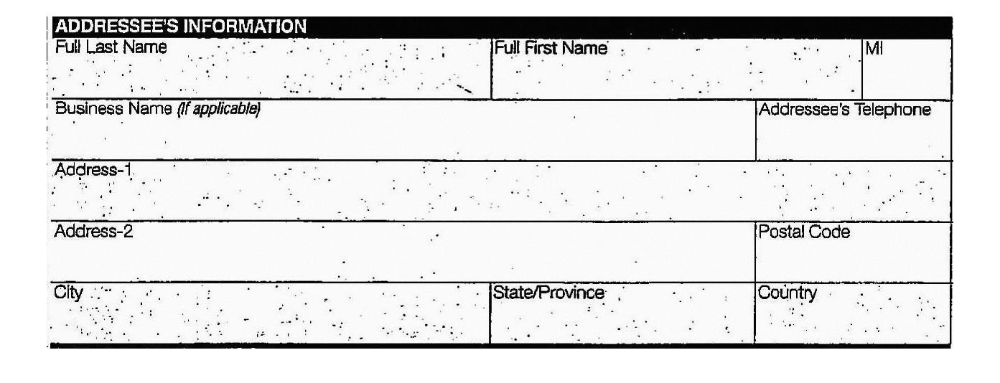 ADDRESSEE'S INFORMATION
Full Last Name Full First Name MI
Business Name (If applicable) Addressee's Telephone
Address-1
Address-2 Postal Code
City State/Province Country